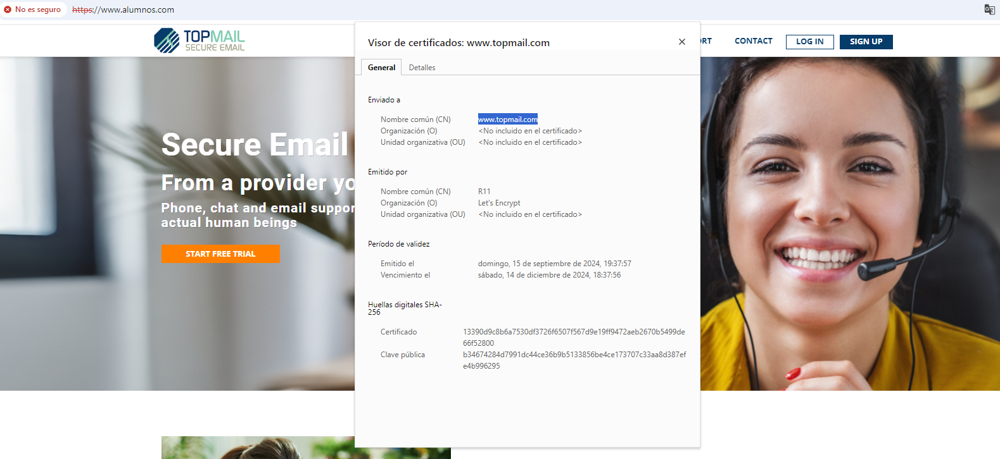 No es seguro
https://www.alumnos.com
TOPMAIL
SECURE EMAIL
ORT
CONTACT
LOG IN
SIGN UP
Secure Email
From a provider yo
Phone, chat and email suppor
actual human beings
START FREE TRIAL
Visor de certificados: www.topmail.com
General
Detalles
Enviado a
Nombre común (CN) www.topmail.com
Organización (O) <No incluido en el certificado>
Unidad organizativa (OU) <No incluido en el certificado>
Emitido por
Nombre común (CN) R11
Organización (O) Let's Encrypt
Unidad organizativa (OU) <No incluido en el certificado>
Período de validez
Emitido el domingo, 15 de septiembre de 2024, 19:37:57
Vencimiento el sábado, 14 de diciembre de 2024, 18:37:56
Huellas digitales SHA-
256
Certificado 13390d9c8b6a7530df3726f6507f567d9e19ff9472aeb2670b5499de
66f52800
Clave pública b34674284d7991dc44ce36b9b5133856be4ce173707c33aa8d387ef
e4b996295